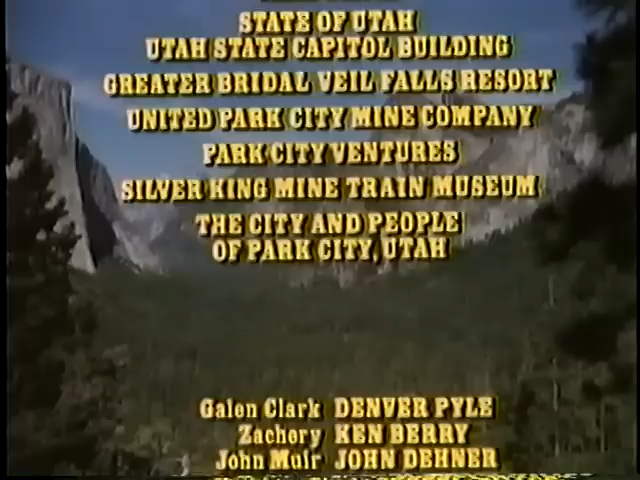 STATE OF UTAH
UTAH STATE CAPITOL BUILDING
GREATER BRIDAL VEIL FALLS RESORT
UNITED PARK CITY MINE COMPANY
PARK CITY VENTURES
SILVER KING MINE TRAIN MUSEUM
THE CITY AND PEOPLE
OF PARK CITY, UTAH
Galen Clark DENVER PYLE
Zachery KEN BERRY
John Muir JOHN DEHNER